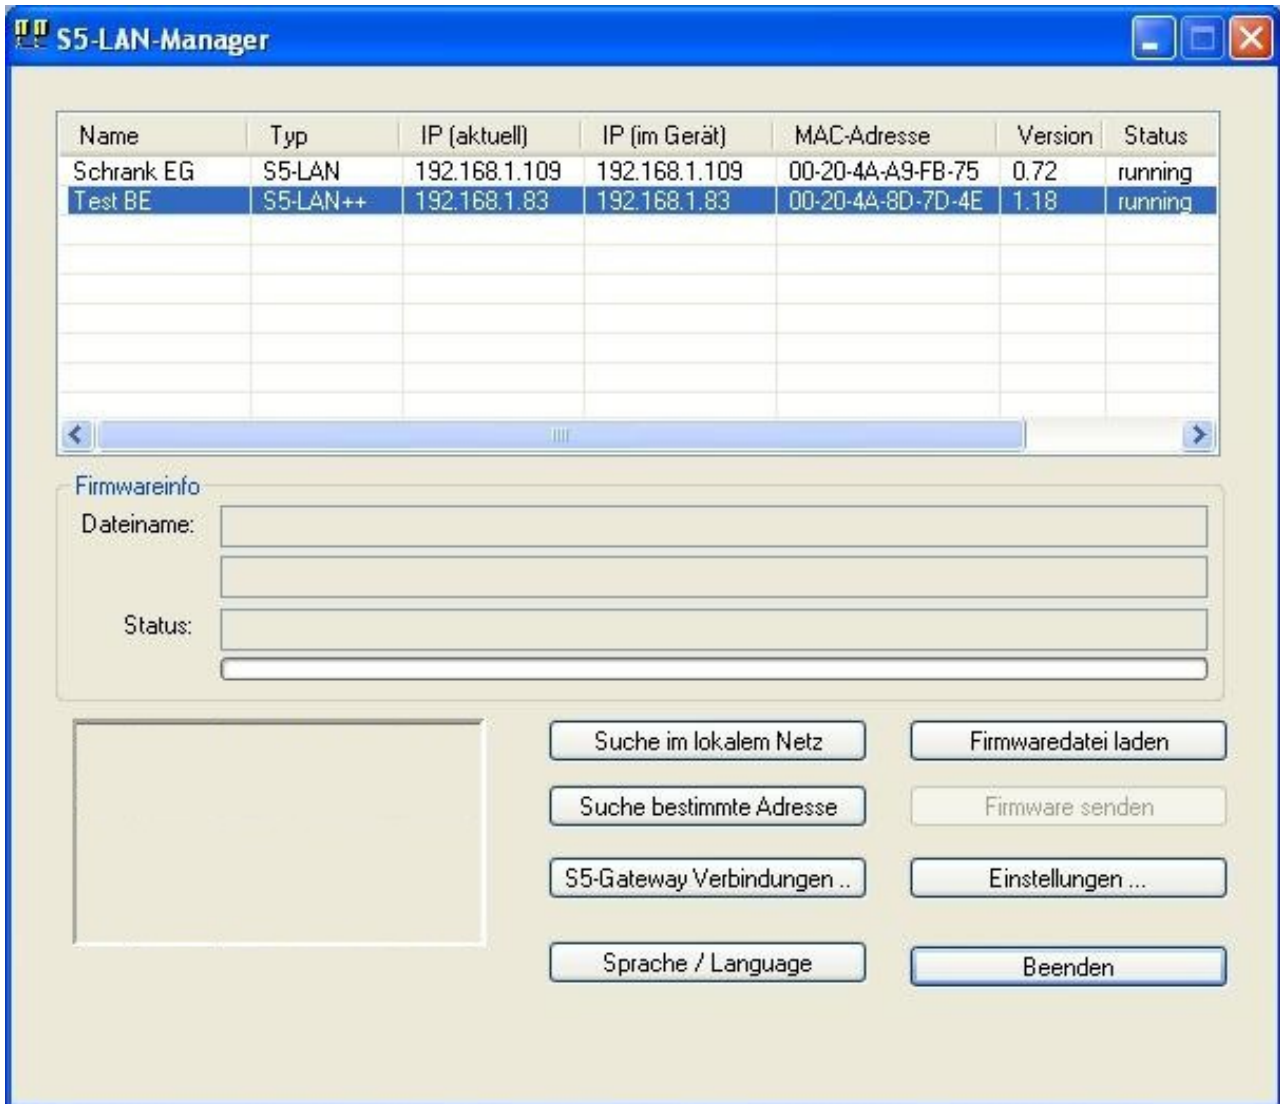 S5-LAN-Manager
Name Typ IP (aktuell) IP (im Gerät) MAC-Adresse Version Status
Schrank EG S5-LAN 192.168.1.109 192.168.1.109 00-20-4A-A9-FB-75 0.72 running
Test BE S5-LAN++ 192.168.1.83 192.168.1.83 00-20-4A-8D-7D-4E 1.18 running
Firmwareinfo
Dateiname:
Status:
Suche im lokalem Netz Firmwaredatei laden
Suche bestimmte Adresse Firmware senden
S5-Gateway Verbindungen .. Einstellungen ...
Sprache / Language Beenden